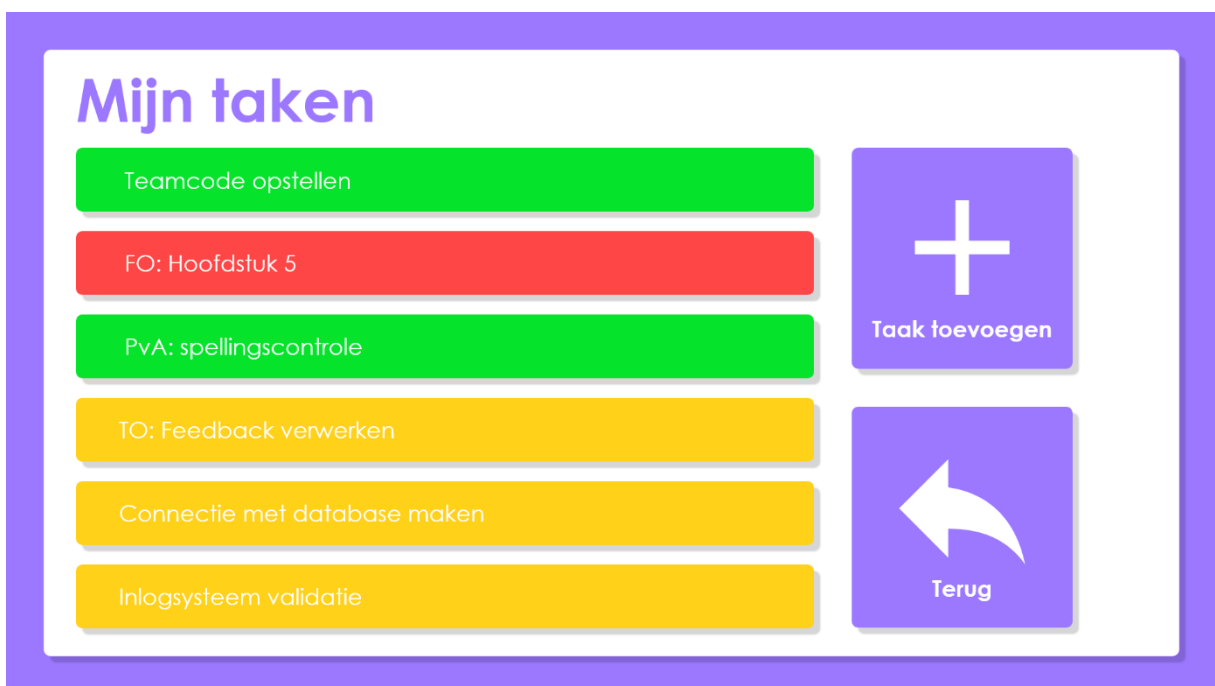 Mijn taken
Teamcode opstellen
FO: Hoofdstuk 5
PvA: spellingscontrole
TO: Feedback verwerken
Connectie met database maken
Inlogsysteem validatie
Taak toevoegen
Terug